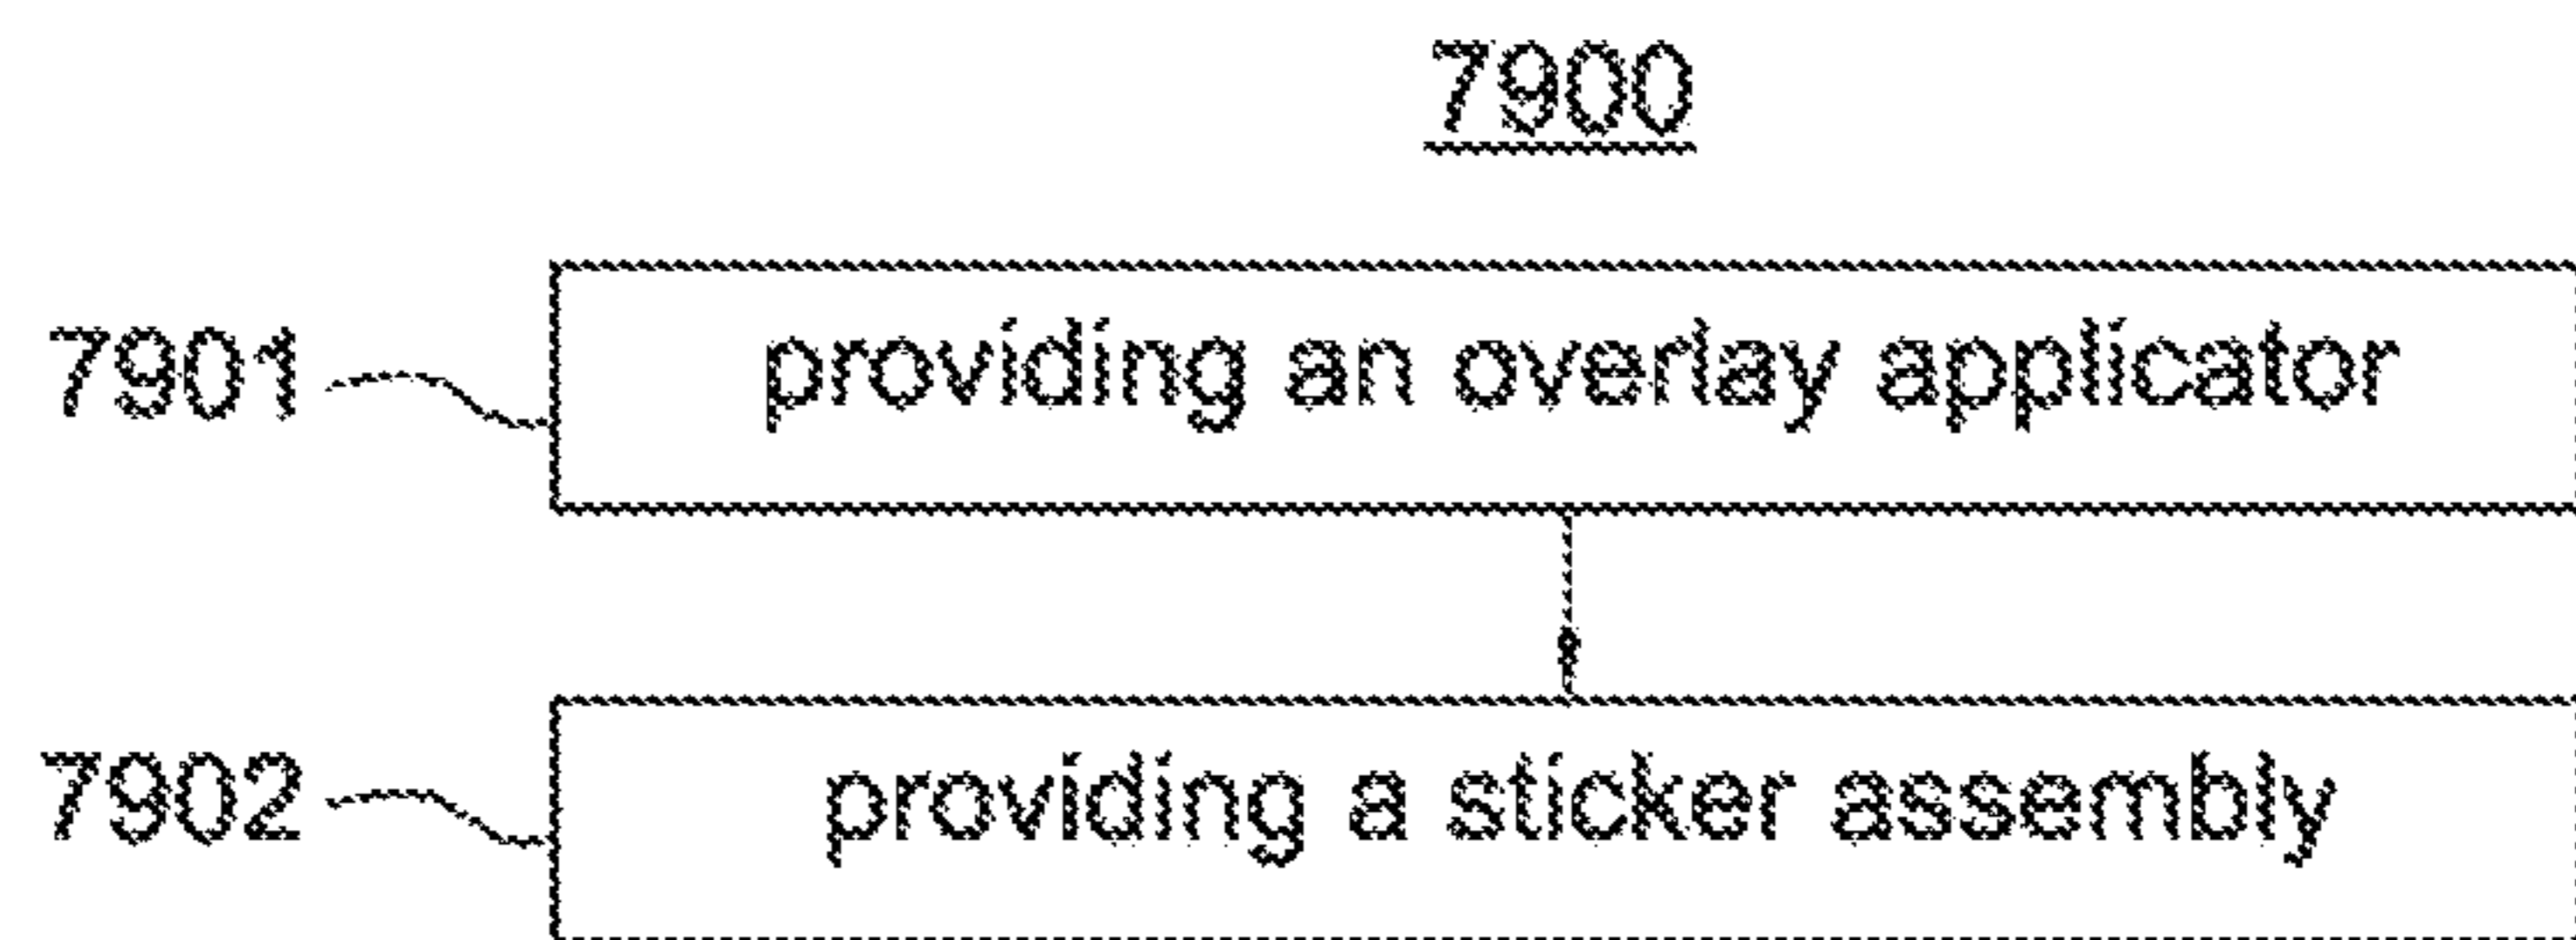 7900
7901 providing an overlay applicator
7902 providing a sticker assembly